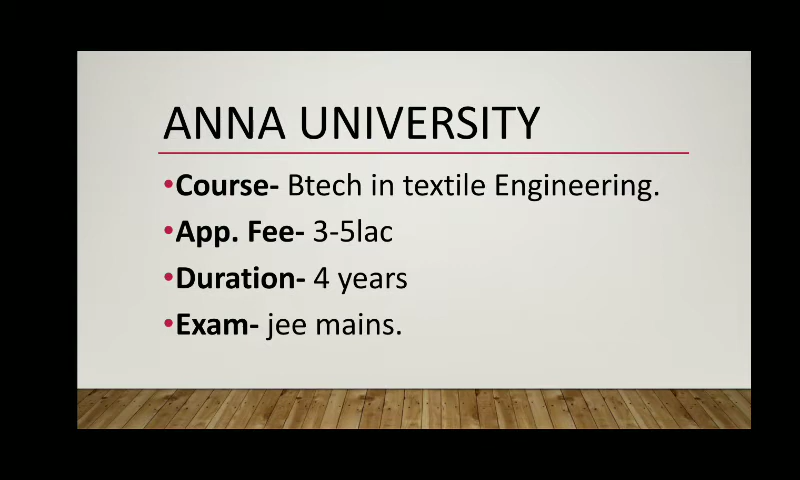 ANNA UNIVERSITY
•Course- Btech in textile Engineering.
•App. Fee- 3-5lac
•Duration- 4 years
•Exam- jee mains.